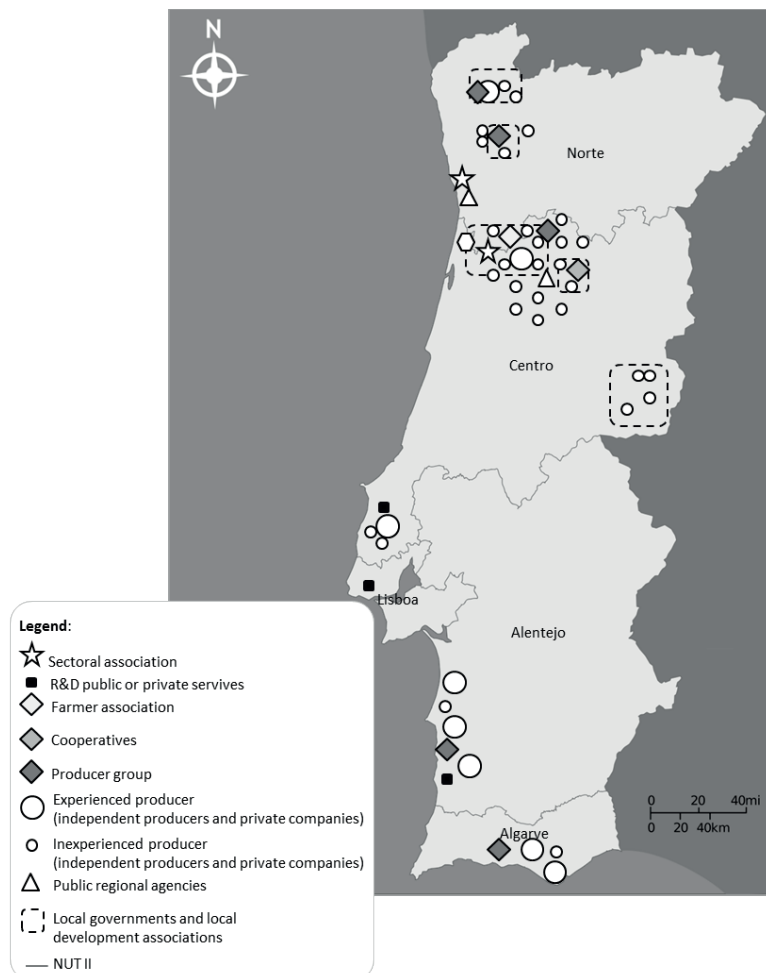 N
Norte
Centro
Lisboa
Alentejo
Algarve
0 20 40mi
0 20 40km
Legend:
Sectoral association
R&D public or private servives
Farmer association
Cooperatives
Producer group
Experienced producer
(independent producers and private companies)
Inexperienced producer
(independent producers and private companies)
Public regional agencies
Local governments and local
development associations
NUT II